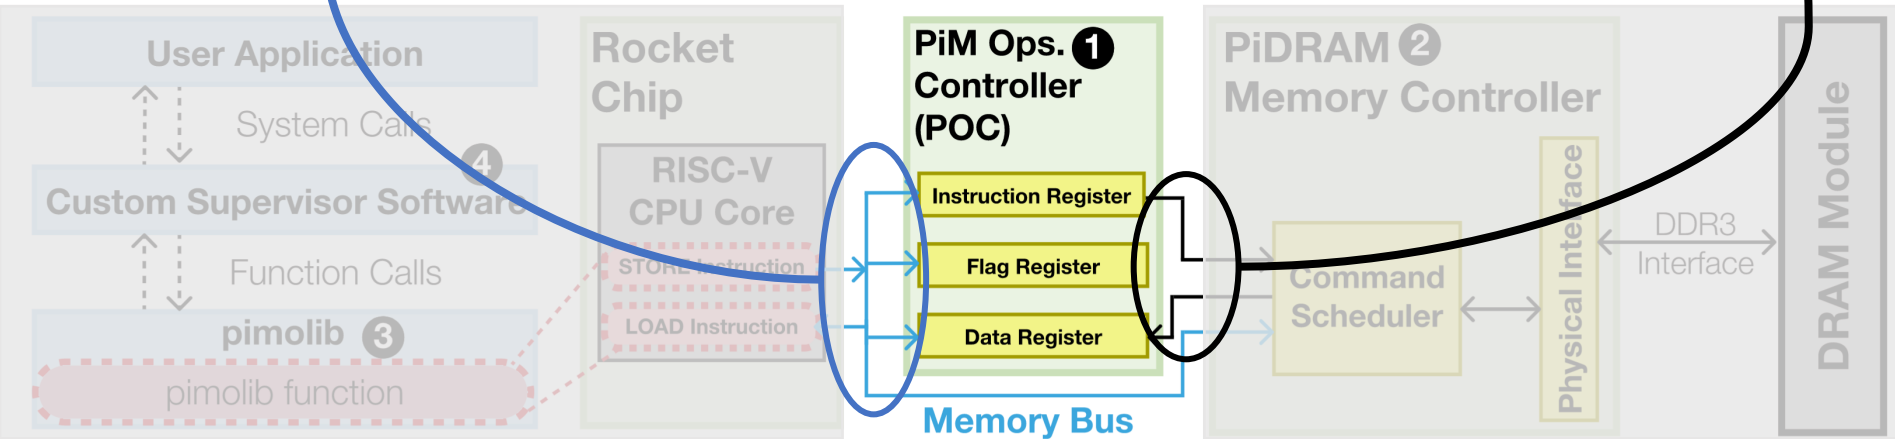 User Application
System Calls
4
Custom Supervisor Software
Function Calls
pimolib 3
pimolib function
Rocket
Chip
RISC-V
CPU Core
STORE Instruction
LOAD Instruction
PiM Ops. 1
Controller
(POC)
Instruction Register
Flag Register
Data Register
Memory Bus
PiDRAM 2
Memory Controller
Command
Scheduler
Physical Interface
DDR3
Interface
DRAM Module